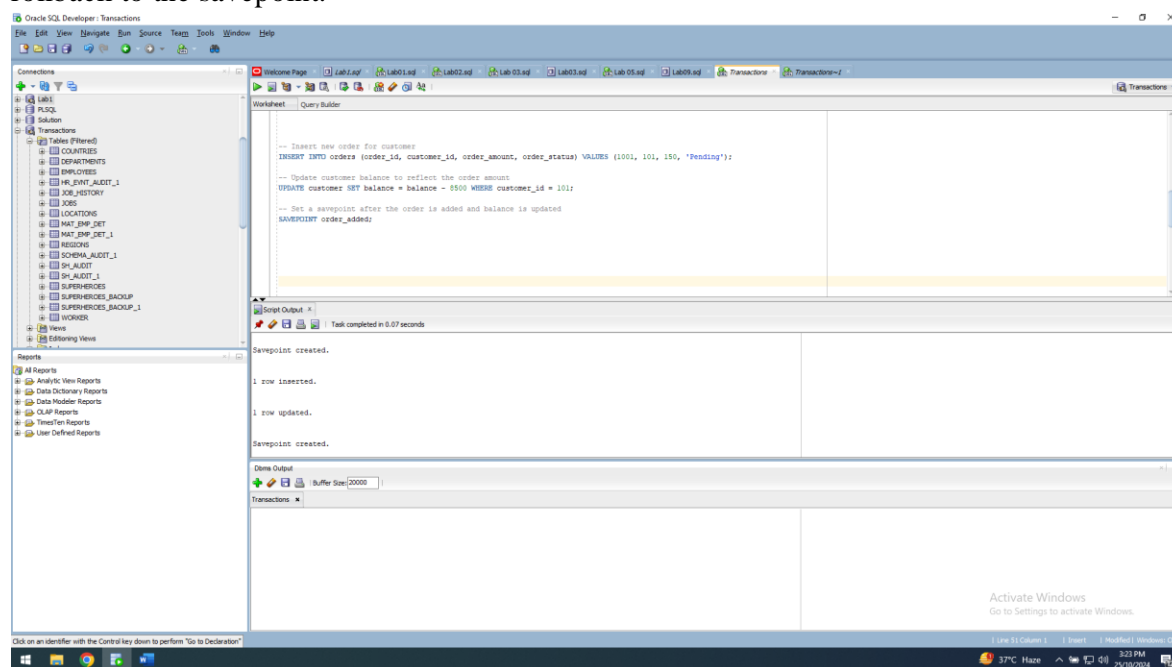 rollback to the savepoint.
Oracle SQL Developer : Transactions
File Edit View Navigate Run Source Team Tools Window Help
Connections
Lab1
PLSQL
Solution
Transactions
Tables (Filtered)
COUNTRIES
DEPARTMENTS
EMPLOYEES
HR_EVNT_AUDIT_1
JOB_HISTORY
JOBS
LOCATIONS
MAT_EMP_DET
MAT_EMP_DET_1
REGIONS
SCHEMA_AUDIT_1
SH_AUDIT
SH_AUDIT_1
SUPERHEROES
SUPERHEROES_BACKUP
SUPERHEROES_BACKUP_1
WORKER
Views
Editioning Views
Reports
All Reports
Analytic View Reports
Data Dictionary Reports
Data Modeler Reports
OLAP Reports
TimesTen Reports
User Defined Reports
Welcome Page Lab1.sql Lab01.sql Lab02.sql Lab 03.sql Lab03.sql Lab 05.sql Lab09.sql Transactions Transactions~1
Transactions
Worksheet Query Builder
-- Insert new order for customer
INSERT INTO orders (order_id, customer_id, order_amount, order_status) VALUES (1001, 101, 150, 'Pending');
-- Update customer balance to reflect the order amount
UPDATE customer SET balance = balance - 8500 WHERE customer_id = 101;
-- Set a savepoint after the order is added and balance is updated
SAVEPOINT order_added;
Script Output
Task completed in 0.07 seconds
Savepoint created.
1 row inserted.
1 row updated.
Savepoint created.
Dbms Output
Buffer Size: 20000
Transactions
Activate Windows
Go to Settings to activate Windows.
Click on an identifier with the Control key down to perform "Go to Declaration"
Line 51 Column 1 Insert Modified Windows: C
37°C Haze
3:23 PM
25/10/2024